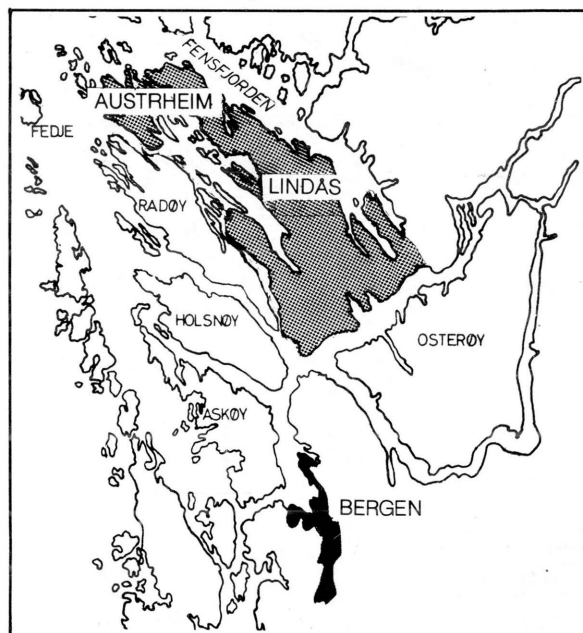 FENSFJORDEN
AUSTRHEIM
FEDJE
LINDAS
RADØY
HOLSNØY
OSTERØY
ASKØY
BERGEN